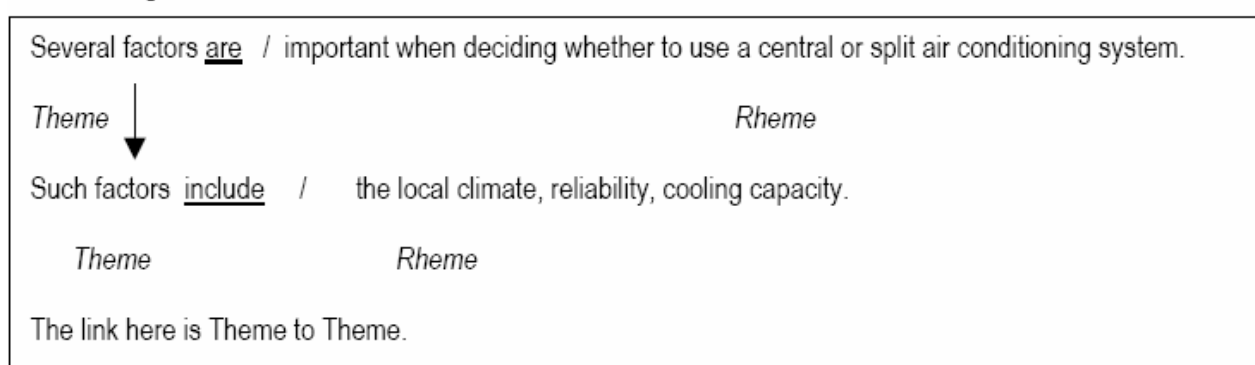 Several factors are / important when deciding whether to use a central or split air conditioning system.
Theme Rheme
Such factors include / the local climate, reliability, cooling capacity.
Theme Rheme
The link here is Theme to Theme.